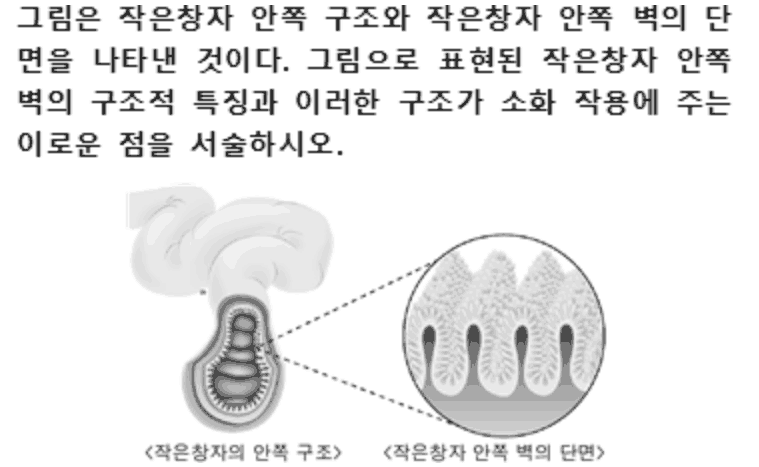 그림은 작은창자 안쪽 구조와 작은창자 안쪽 벽의 단
면을 나타낸 것이다. 그림으로 표현된 작은창자 안쪽
벽의 구조적 특징과 이러한 구조가 소화 작용에 주는
이로운 점을 서술하시오.
<작은창자의 안쪽 구조>
<작은창자 안쪽 벽의 단면>